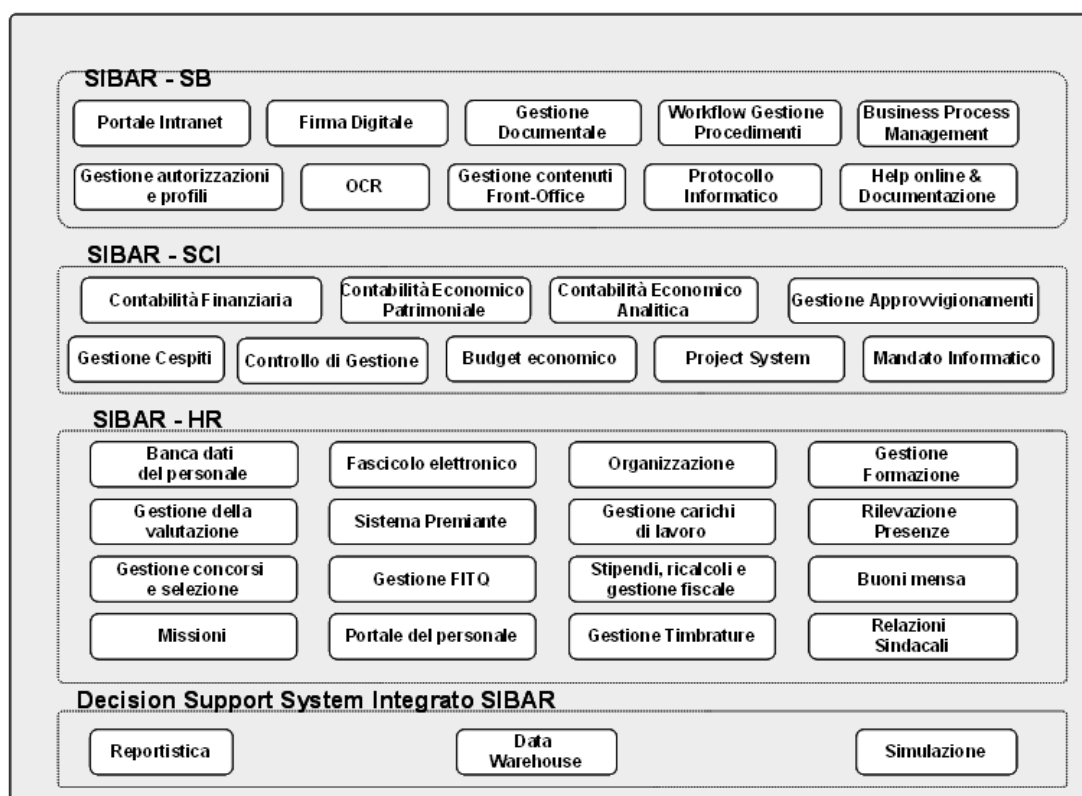 SIBAR - SB
Portale Intranet
Firma Digitale
Gestione
Documentale
Workflow Gestione
Procedimenti
Business Process
Management
Gestione autorizzazioni
e profili
OCR
Gestione contenuti
Front-Office
Protocollo
Informatico
Help online &
Documentazione
SIBAR - SCI
Contabilità Finanziaria
Contabilità Economico
Patrimoniale
Contabilità Economico
Analitica
Gestione Approvvigionamenti
Gestione Cespiti
Controllo di Gestione
Budget economico
Project System
Mandato Informatico
SIBAR - HR
Banca dati
del personale
Fascicolo elettronico
Organizzazione
Gestione
Formazione
Gestione della
valutazione
Sistema Premiante
Gestione carichi
di lavoro
Rilevazione
Presenze
Gestione concorsi
e selezione
Gestione FITQ
Stipendi, ricalcoli e
gestione fiscale
Buoni mensa
Missioni
Portale del personale
Gestione Timbrature
Relazioni
Sindacali
Decision Support System Integrato SIBAR
Reportistica
Data
Warehouse
Simulazione